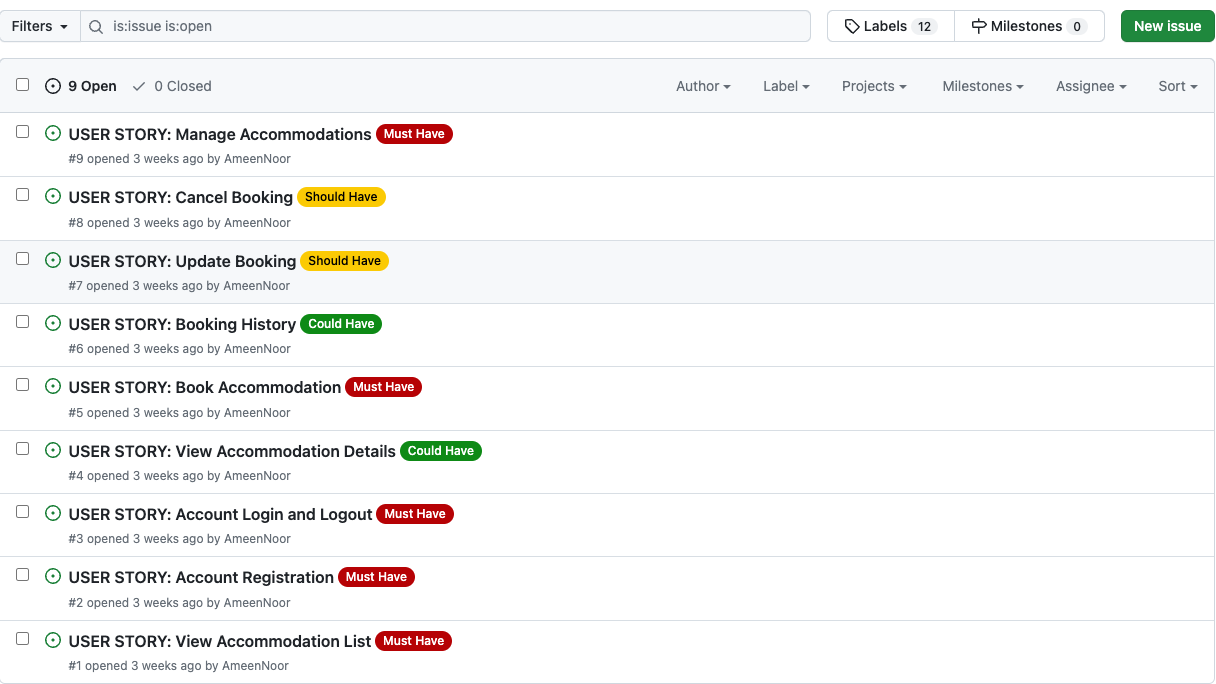 Filters is:issue is:open Labels 12 Milestones 0 New issue
9 Open 0 Closed Author Label Projects Milestones Assignee Sort
USER STORY: Manage Accommodations Must Have
#9 opened 3 weeks ago by AmeenNoor
USER STORY: Cancel Booking Should Have
#8 opened 3 weeks ago by AmeenNoor
USER STORY: Update Booking Should Have
#7 opened 3 weeks ago by AmeenNoor
USER STORY: Booking History Could Have
#6 opened 3 weeks ago by AmeenNoor
USER STORY: Book Accommodation Must Have
#5 opened 3 weeks ago by AmeenNoor
USER STORY: View Accommodation Details Could Have
#4 opened 3 weeks ago by AmeenNoor
USER STORY: Account Login and Logout Must Have
#3 opened 3 weeks ago by AmeenNoor
USER STORY: Account Registration Must Have
#2 opened 3 weeks ago by AmeenNoor
USER STORY: View Accommodation List Must Have
#1 opened 3 weeks ago by AmeenNoor